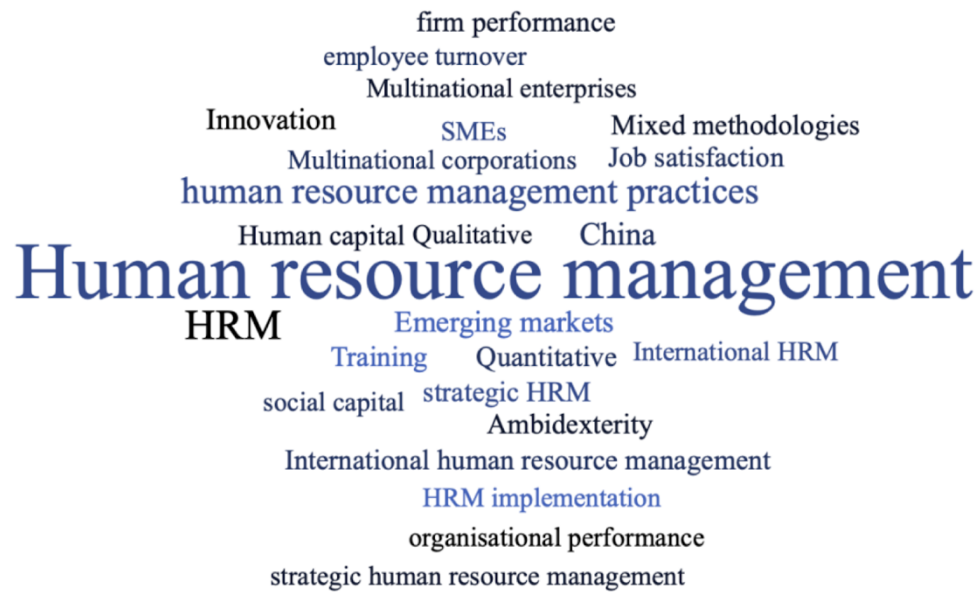 firm performance
employee turnover
Multinational enterprises
Innovation
SMEs
Mixed methodologies
Multinational corporations
Job satisfaction
human resource management practices
Human capital
Qualitative
China
Human resource management
HRM
Emerging markets
Training
Quantitative
International HRM
social capital
strategic HRM
Ambidexterity
International human resource management
HRM implementation
organisational performance
strategic human resource management